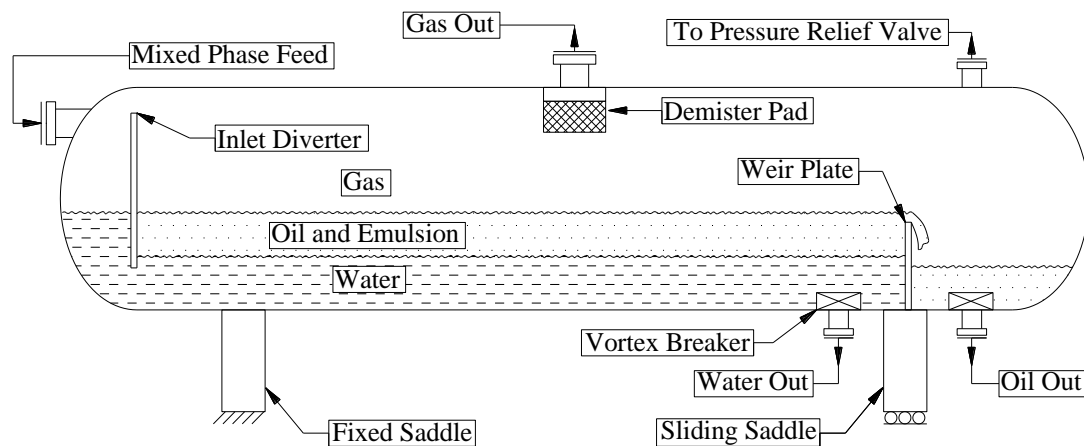 Gas Out
To Pressure Relief Valve
Mixed Phase Feed
Demister Pad
Inlet Diverter
Weir Plate
Gas
Oil and Emulsion
Water
Vortex Breaker
Water Out
Oil Out
Fixed Saddle
Sliding Saddle